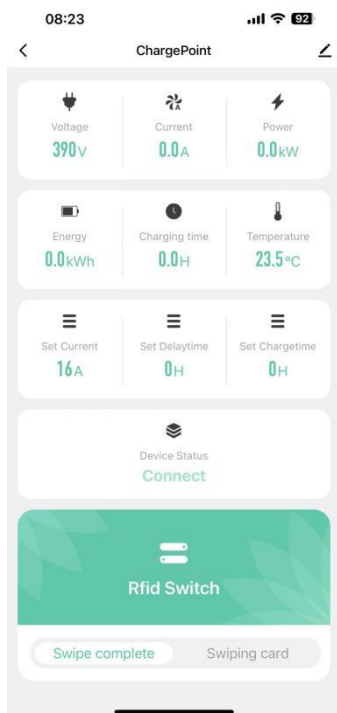 08:23 92
ChargePoint
Voltage Current Power
390V 0.0A 0.0kW
Energy Charging time Temperature
0.0kWh 0.0H 23.5°C
Set Current Set Delaytime Set Chargetime
16A 0H 0H
Device Status
Connect
Rfid Switch
Swipe complete Swiping card